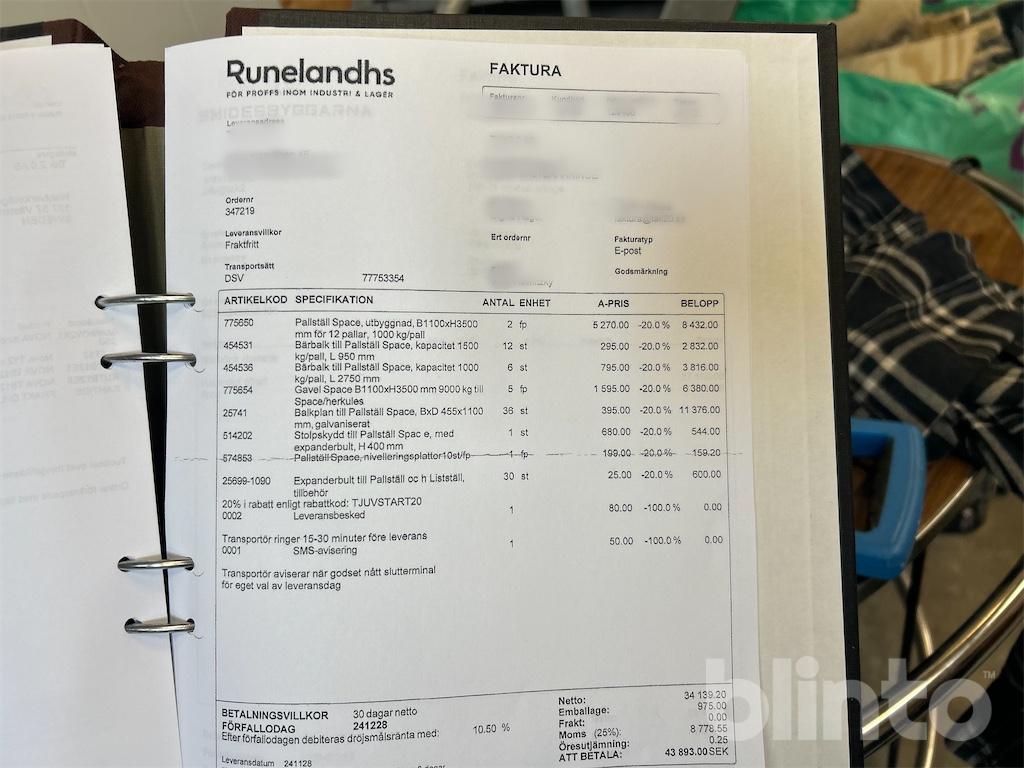 Runelandhs
FÖR PROFFS INOM INDUSTRI & LAGER
FAKTURA
Fakturanr
Leveransadress
Ordernr
347219
Leveransvillkor
Fraktfritt
Transportsätt
DSV 77753354
Ert ordernr
Fakturatyp
E-post
Godsmärkning
ARTIKELKOD SPECIFIKATION ANTAL ENHET A-PRIS BELOPP
775650 Pallställ Space, utbyggnad, B1100xH3500 2 fp 5 270.00 -20.0 % 8 432.00
mm för 12 pallar, 1000 kg/pall
454531 Bärbalk till Pallställ Space, kapacitet 1500 12 st 295.00 -20.0 % 2 832.00
kg/pall, L 950 mm
454536 Bärbalk till Pallställ Space, kapacitet 1000 6 st 795.00 -20.0 % 3 816.00
kg/pall, L 2750 mm
775654 Gavel Space B1100xH3500 mm 9000 kg till 5 fp 1 595.00 -20.0 % 6 380.00
Space/herkules
25741 Balkplan till Pallställ Space, BxD 455x1100 36 st 395.00 -20.0 % 11 376.00
mm, galvaniserat
514202 Stolpskydd till Pallställ Spac e, med 1 st 680.00 -20.0 % 544.00
expanderbult, H 400 mm
574853 Pallställ Space, nivelleringsplattor10st/fp 1 fp 199.00 -20.0 % 159.20
25699-1090 Expanderbult till Pallställ oc h Listställ, 30 st 25.00 -20.0 % 600.00
tillbehör
20% i rabatt enligt rabattkod: TJUVSTART20
0002 Leveransbesked 1 80.00 -100.0 % 0.00
Transportör ringer 15-30 minuter före leverans
0001 SMS-avisering 1 50.00 -100.0 % 0.00
Transportör aviserar när godset nått slutterminal
för eget val av leveransdag
BETALNINGSVILLKOR 30 dagar netto
FÖRFALLODAG 241228
Efter förfallodagen debiteras dröjsmålsränta med: 10.50 %
Leveransdatum 241128
Netto: 34 139.20
Emballage: 975.00
Frakt: 0.00
Moms (25%): 8 778.55
Öresutjämning: 0.25
ATT BETALA: 43 893.00 SEK
blinto™